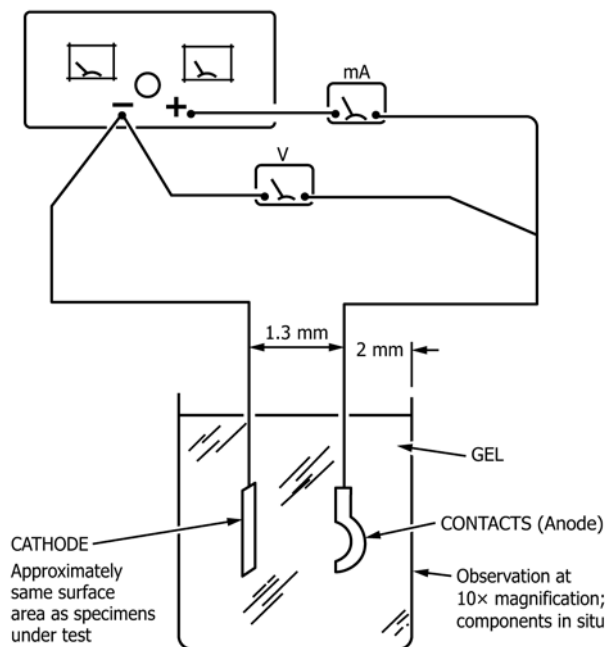 mA
− +
V
1.3 mm
2 mm
GEL
CONTACTS (Anode)
CATHODE
Approximately
same surface
area as specimens
under test
Observation at
10× magnification;
components in situ